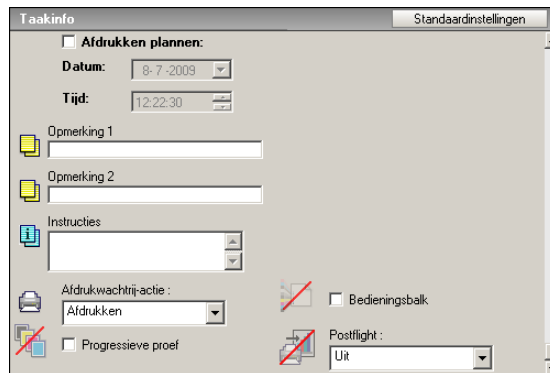 Taakinfo
Standaardinstellingen
Afdrukken plannen:
Datum:
8- 7 -2009
Tijd:
12:22:30
Opmerking 1
Opmerking 2
Instructies
Afdrukwachtrij-actie :
Afdrukken
Bedieningsbalk
Progressieve proef
Postflight :
Uit